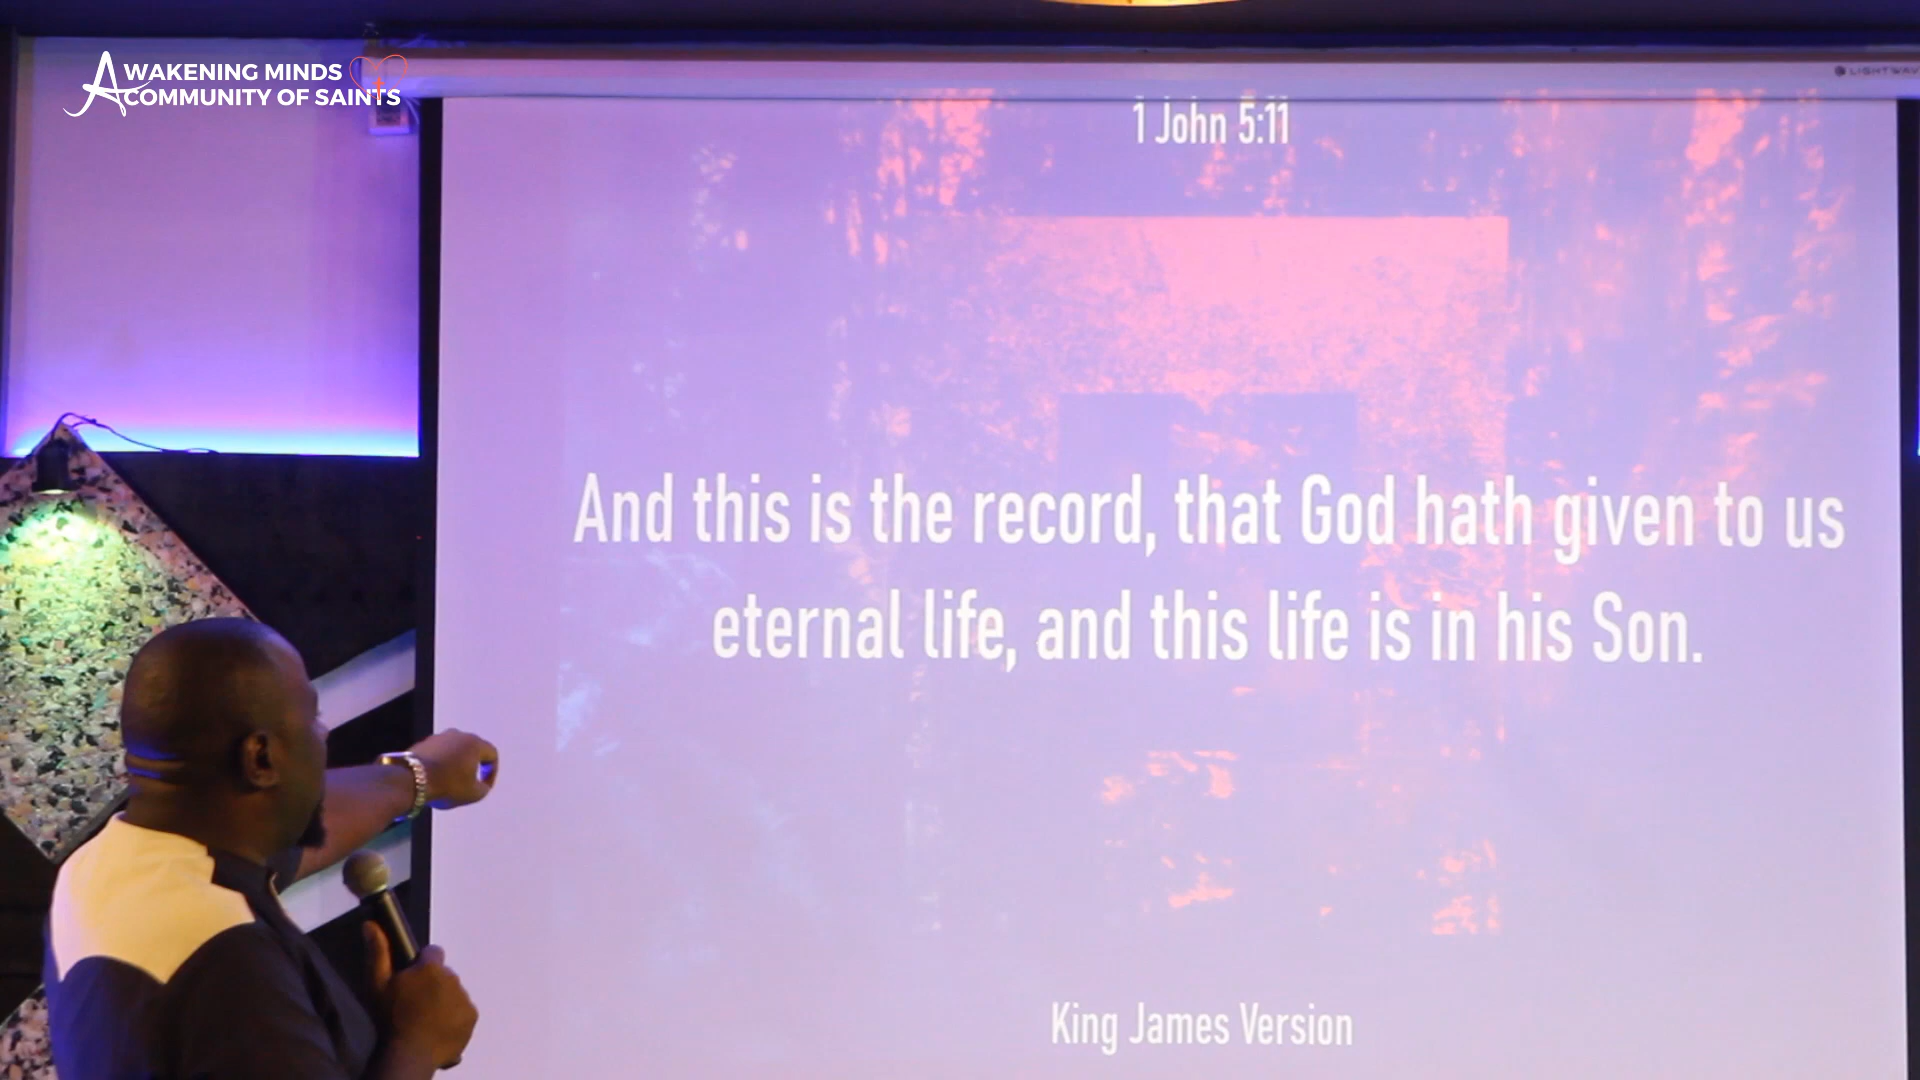 AWAKENING MINDS
COMMUNITY OF SAINTS
1 John 5:11
And this is the record, that God hath given to us
eternal life, and this life is in his Son.
King James Version